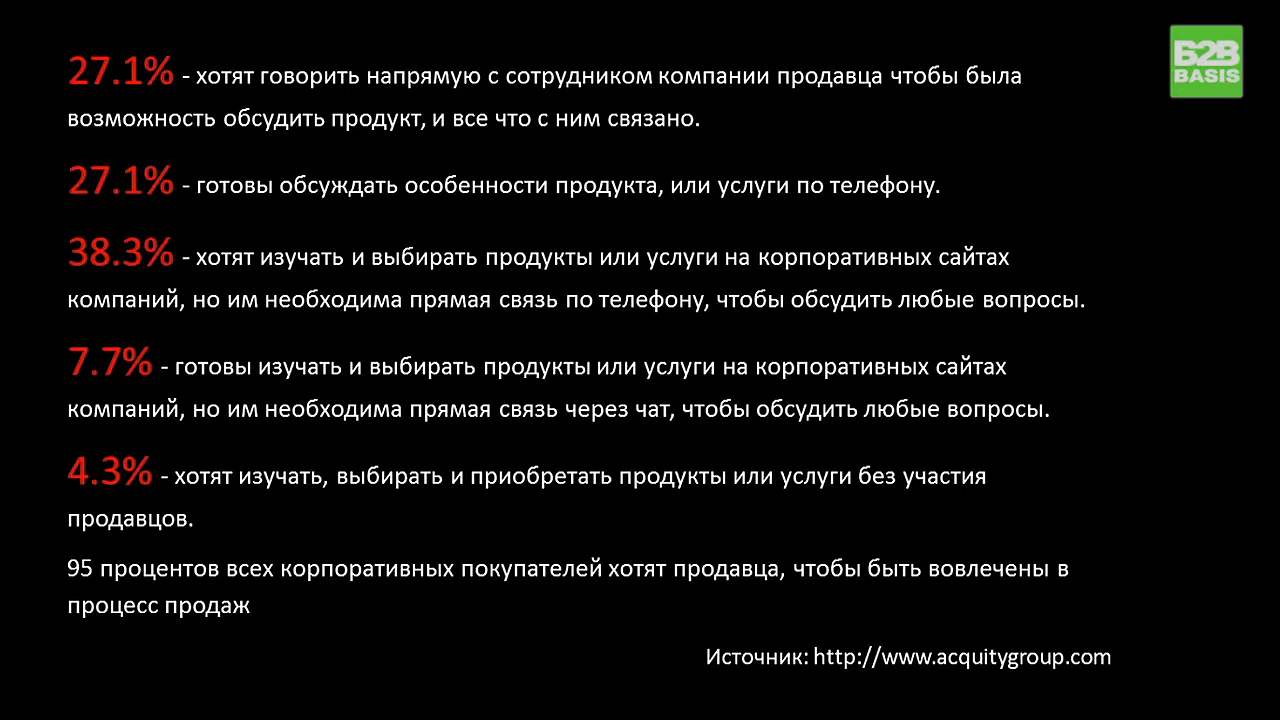 Б2В
BASIS
27.1% - хотят говорить напрямую с сотрудником компании продавца чтобы была
возможность обсудить продукт, и все что с ним связано.
27.1% - готовы обсуждать особенности продукта, или услуги по телефону.
38.3% - хотят изучать и выбирать продукты или услуги на корпоративных сайтах
компаний, но им необходима прямая связь по телефону, чтобы обсудить любые вопросы.
7.7% - готовы изучать и выбирать продукты или услуги на корпоративных сайтах
компаний, но им необходима прямая связь через чат, чтобы обсудить любые вопросы.
4.3% - хотят изучать, выбирать и приобретать продукты или услуги без участия
продавцов.
95 процентов всех корпоративных покупателей хотят продавца, чтобы быть вовлечены в
процесс продаж
Источник: http://www.acquitygroup.com